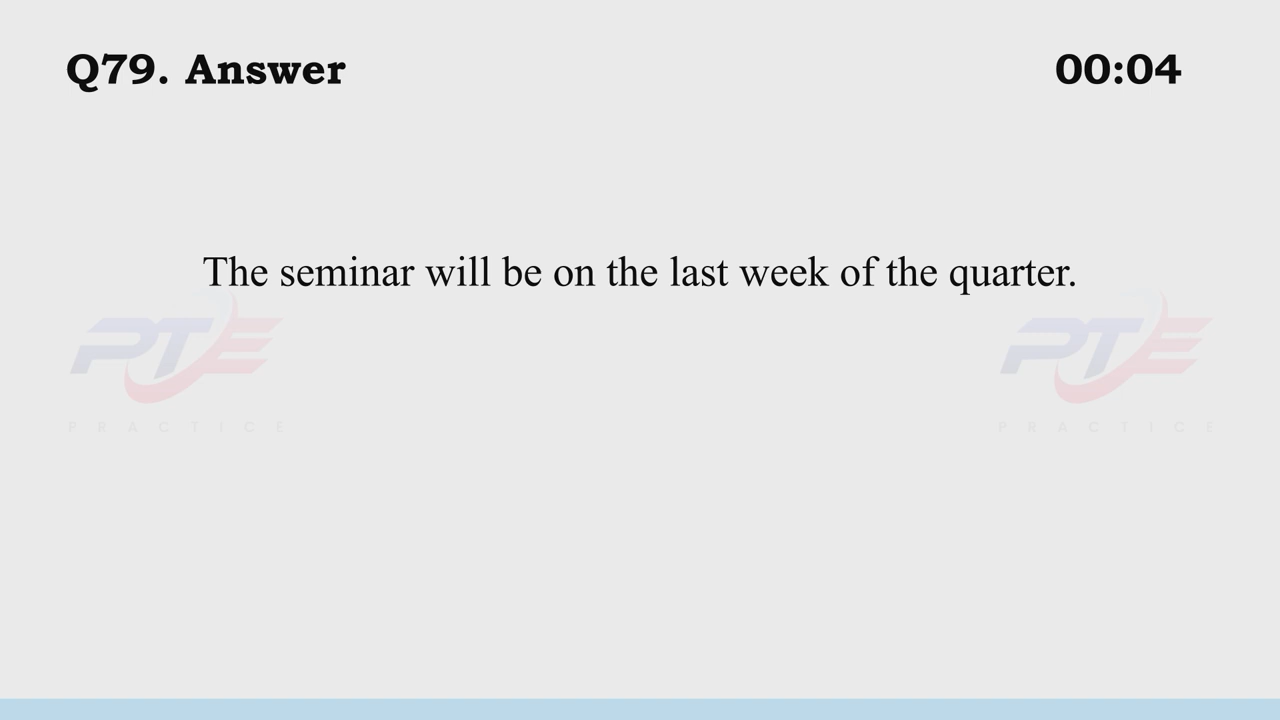 Q79. Answer
00:04
The seminar will be on the last week of the quarter.
PTE
PRACTICE
PTE
PRACTICE